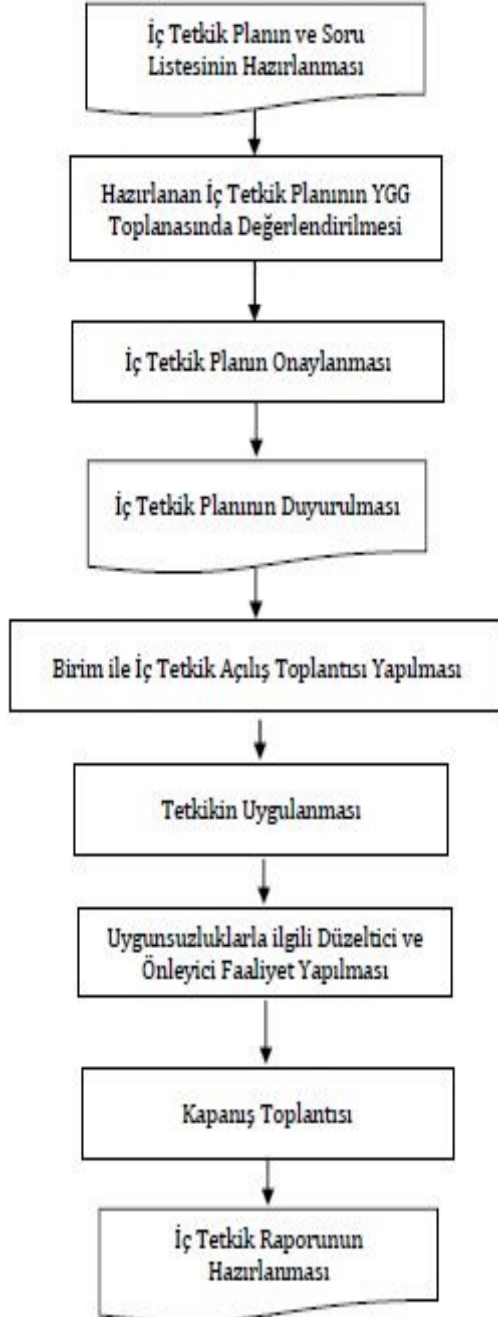 İç Tetkik Planın ve Soru
Listesinin Hazırlanması
Hazırlanan İç Tetkik Planının YGG
Toplanasında Değerlendirilmesi
İç Tetkik Planın Onaylanması
İç Tetkik Planının Duyurulması
Birim ile İç Tetkik Açılış Toplantısı Yapılması
Tetkikin Uygulanması
Uygunsuzluklarla ilgili Düzeltici ve
Önleyici Faaliyet Yapılması
Kapanış Toplantısı
İç Tetkik Raporunun
Hazırlanması